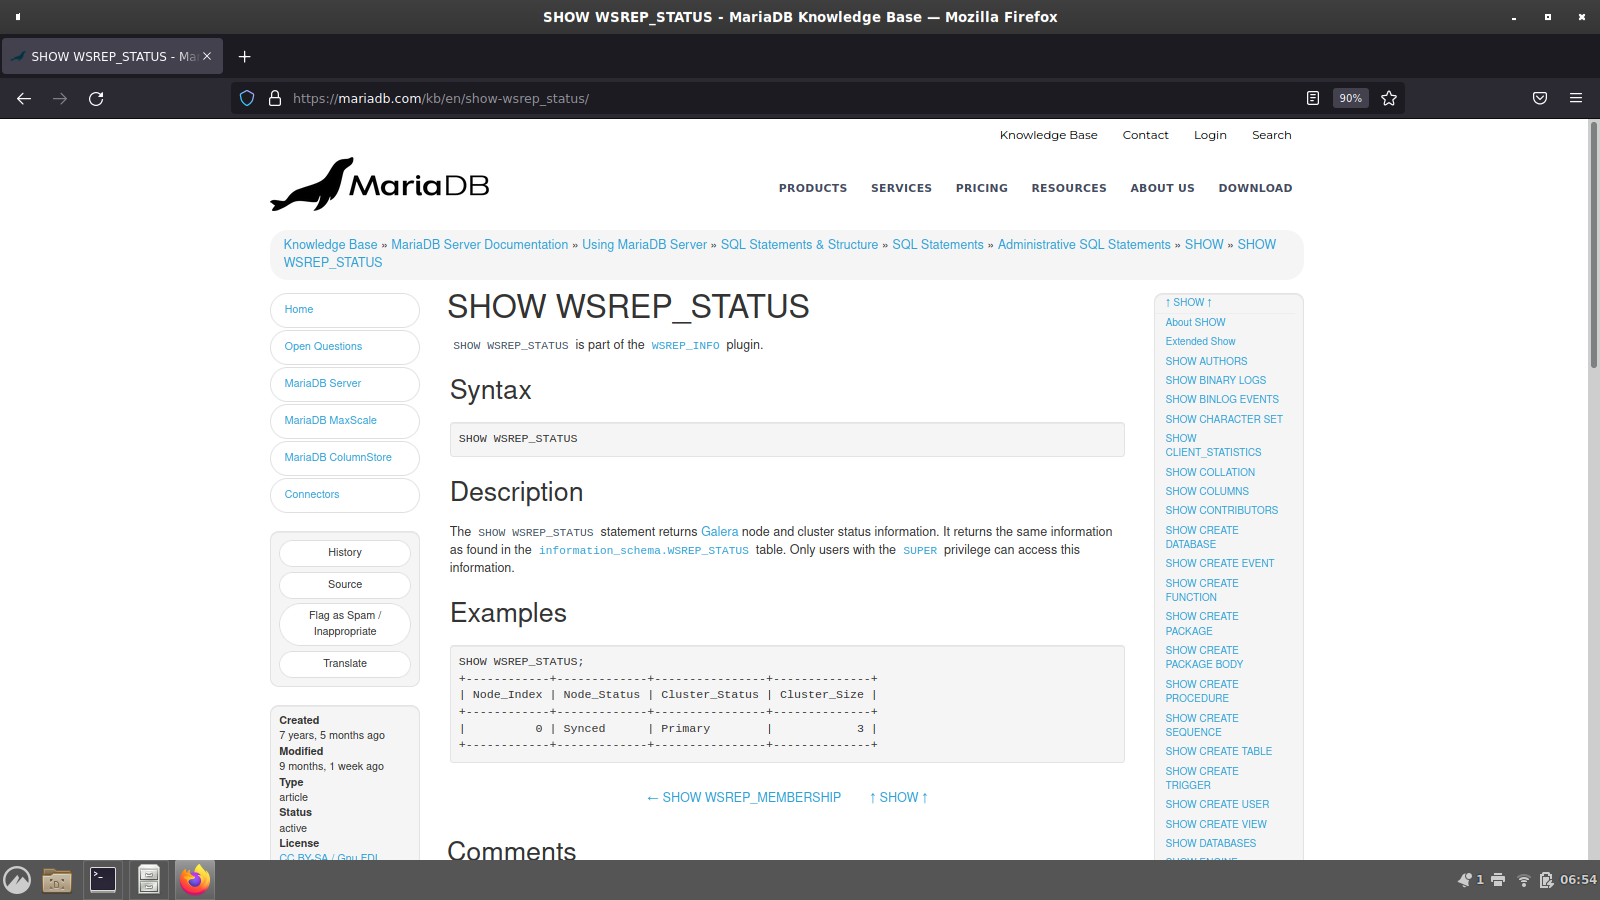 SHOW WSREP_STATUS - MariaDB Knowledge Base — Mozilla Firefox
SHOW WSREP_STATUS - Mar
https://mariadb.com/kb/en/show-wsrep_status/
90%
Knowledge Base
Contact
Login
Search
MariaDB
PRODUCTS
SERVICES
PRICING
RESOURCES
ABOUT US
DOWNLOAD
Knowledge Base » MariaDB Server Documentation » Using MariaDB Server » SQL Statements & Structure » SQL Statements » Administrative SQL Statements » SHOW » SHOW
WSREP_STATUS
Home
Open Questions
MariaDB Server
MariaDB MaxScale
MariaDB ColumnStore
Connectors
History
Source
Flag as Spam /
Inappropriate
Translate
Created
7 years, 5 months ago
Modified
9 months, 1 week ago
Type
article
Status
active
License
CC BY-SA / Gnu FDL
SHOW WSREP_STATUS
SHOW WSREP_STATUS is part of the WSREP_INFO plugin.
Syntax
SHOW WSREP_STATUS
Description
The SHOW WSREP_STATUS statement returns Galera node and cluster status information. It returns the same information
as found in the information_schema.WSREP_STATUS table. Only users with the SUPER privilege can access this
information.
Examples
SHOW WSREP_STATUS;
+------------+-------------+----------------+--------------+
| Node_Index | Node_Status | Cluster_Status | Cluster_Size |
+------------+-------------+----------------+--------------+
|          0 | Synced      | Primary        |            3 |
+------------+-------------+----------------+--------------+
← SHOW WSREP_MEMBERSHIP
↑ SHOW ↑
Comments
↑ SHOW ↑
About SHOW
Extended Show
SHOW AUTHORS
SHOW BINARY LOGS
SHOW BINLOG EVENTS
SHOW CHARACTER SET
SHOW
CLIENT_STATISTICS
SHOW COLLATION
SHOW COLUMNS
SHOW CONTRIBUTORS
SHOW CREATE
DATABASE
SHOW CREATE EVENT
SHOW CREATE
FUNCTION
SHOW CREATE
PACKAGE
SHOW CREATE
PACKAGE BODY
SHOW CREATE
PROCEDURE
SHOW CREATE
SEQUENCE
SHOW CREATE TABLE
SHOW CREATE
TRIGGER
SHOW CREATE USER
SHOW CREATE VIEW
SHOW DATABASES
SHOW ENGINE
1
06:54